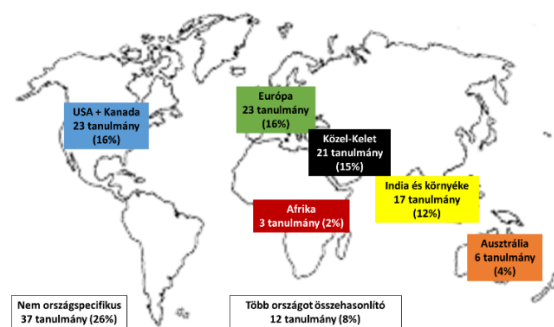 USA + Kanada
23 tanulmány
(16%)
Európa
23 tanulmány
(16%)
Közel-Kelet
21 tanulmány
(15%)
India és környéke
17 tanulmány
(12%)
Afrika
3 tanulmány (2%)
Ausztrália
6 tanulmány
(4%)
Nem országspecifikus
37 tanulmány (26%)
Több országot összehasonlító
12 tanulmány (8%)